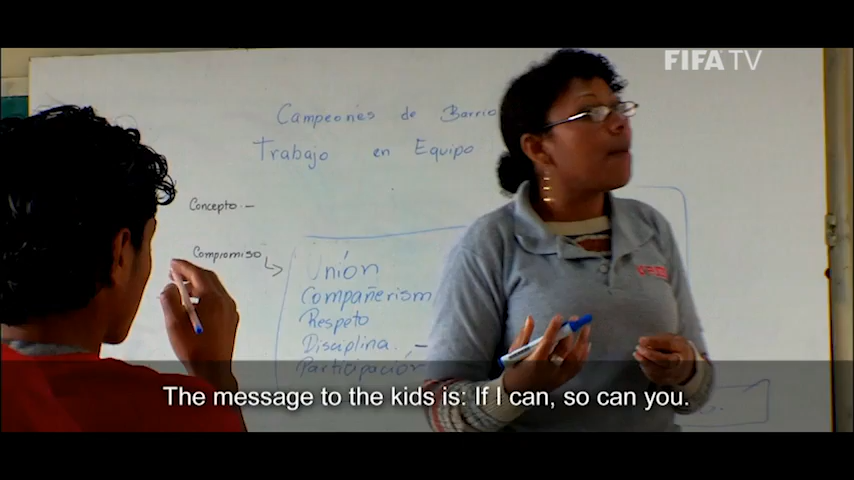 FIFA TV
Campeones de Barrio
Trabajo en Equipo
Concepto. —
Compromiso
Unión
Compañerism
Respeto
Disciplina. —
Participación
The message to the kids is: If I can, so can you.